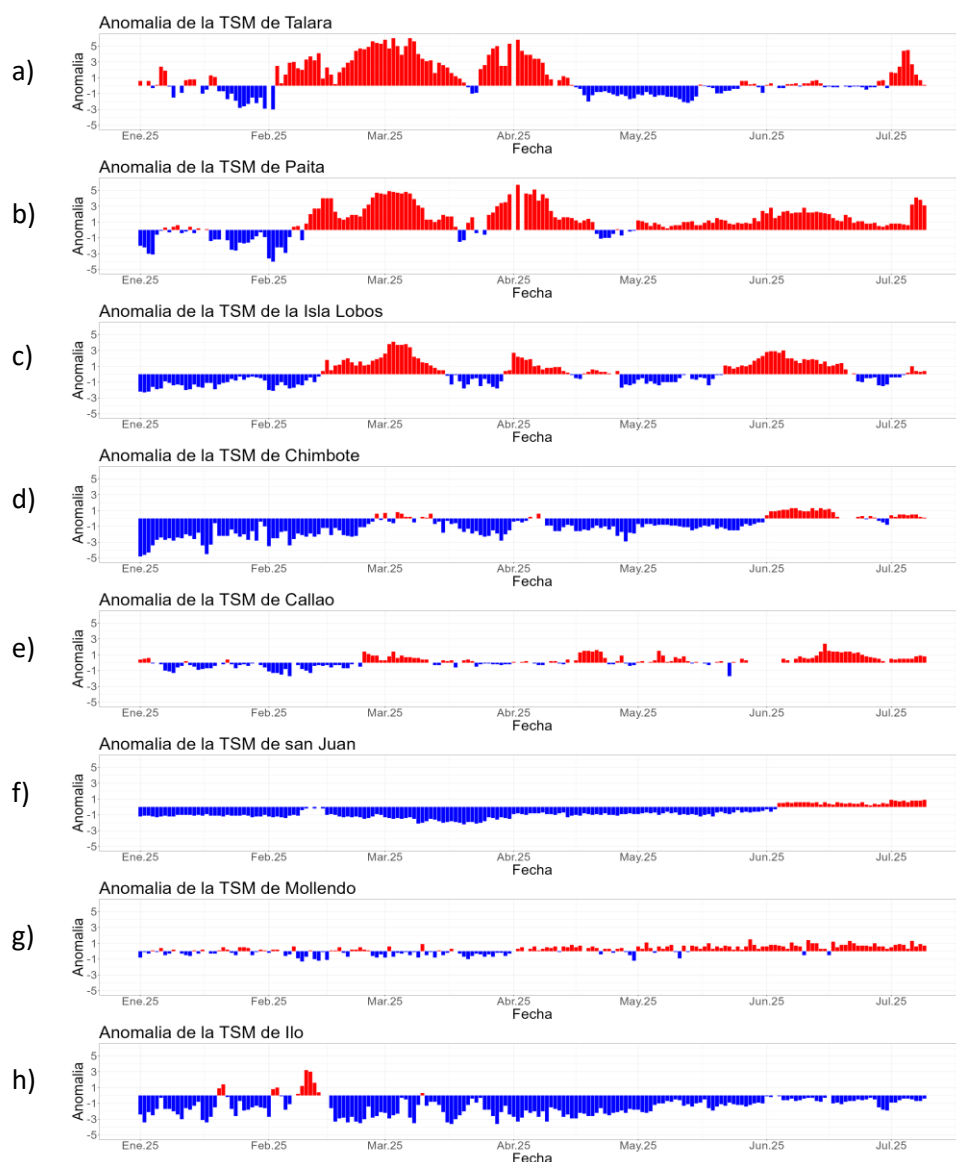 Anomalia de la TSM de Talara
a)
Anomalia
5
3
1
-1
-3
-5
Ene.25 Feb.25 Mar.25 Abr.25 May.25 Jun.25 Jul.25
Fecha
Anomalia de la TSM de Paita
b)
Anomalia
5
3
1
-1
-3
-5
Ene.25 Feb.25 Mar.25 Abr.25 May.25 Jun.25 Jul.25
Fecha
Anomalia de la TSM de la Isla Lobos
c)
Anomalia
5
3
1
-1
-3
-5
Ene.25 Feb.25 Mar.25 Abr.25 May.25 Jun.25 Jul.25
Fecha
Anomalia de la TSM de Chimbote
d)
Anomalia
5
3
1
-1
-3
-5
Ene.25 Feb.25 Mar.25 Abr.25 May.25 Jun.25 Jul.25
Fecha
Anomalia de la TSM de Callao
e)
Anomalia
5
3
1
-1
-3
-5
Ene.25 Feb.25 Mar.25 Abr.25 May.25 Jun.25 Jul.25
Fecha
Anomalia de la TSM de san Juan
f)
Anomalia
5
3
1
-1
-3
-5
Ene.25 Feb.25 Mar.25 Abr.25 May.25 Jun.25 Jul.25
Fecha
Anomalia de la TSM de Mollendo
g)
Anomalia
5
3
1
-1
-3
-5
Ene.25 Feb.25 Mar.25 Abr.25 May.25 Jun.25 Jul.25
Fecha
Anomalia de la TSM de Ilo
h)
Anomalia
5
3
1
-1
-3
-5
Ene.25 Feb.25 Mar.25 Abr.25 May.25 Jun.25 Jul.25
Fecha